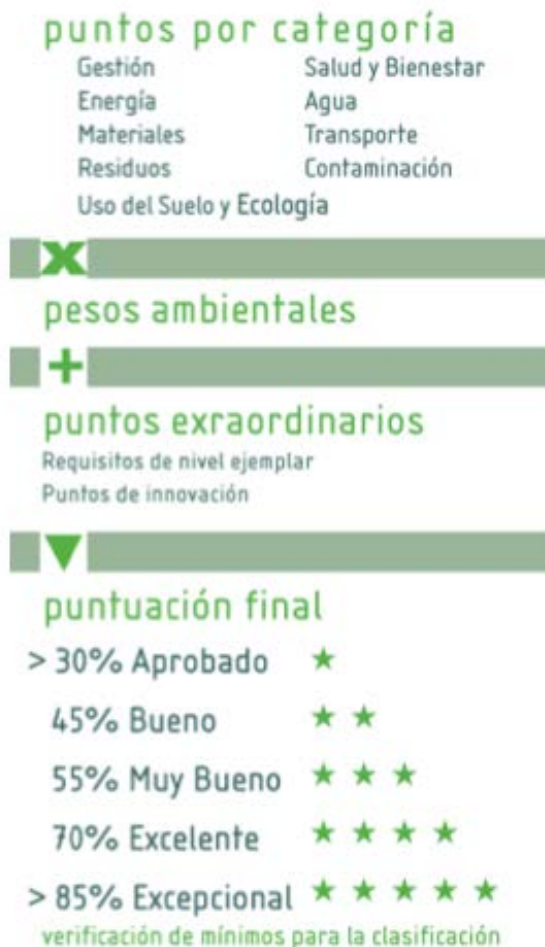 puntos por categoría
Gestión Salud y Bienestar
Energía Agua
Materiales Transporte
Residuos Contaminación
Uso del Suelo y Ecología
x
pesos ambientales
+
puntos exraordinarios
Requisitos de nivel ejemplar
Puntos de innovación
puntuación final
> 30% Aprobado
45% Bueno
55% Muy Bueno
70% Excelente
> 85% Excepcional
verificación de mínimos para la clasificación